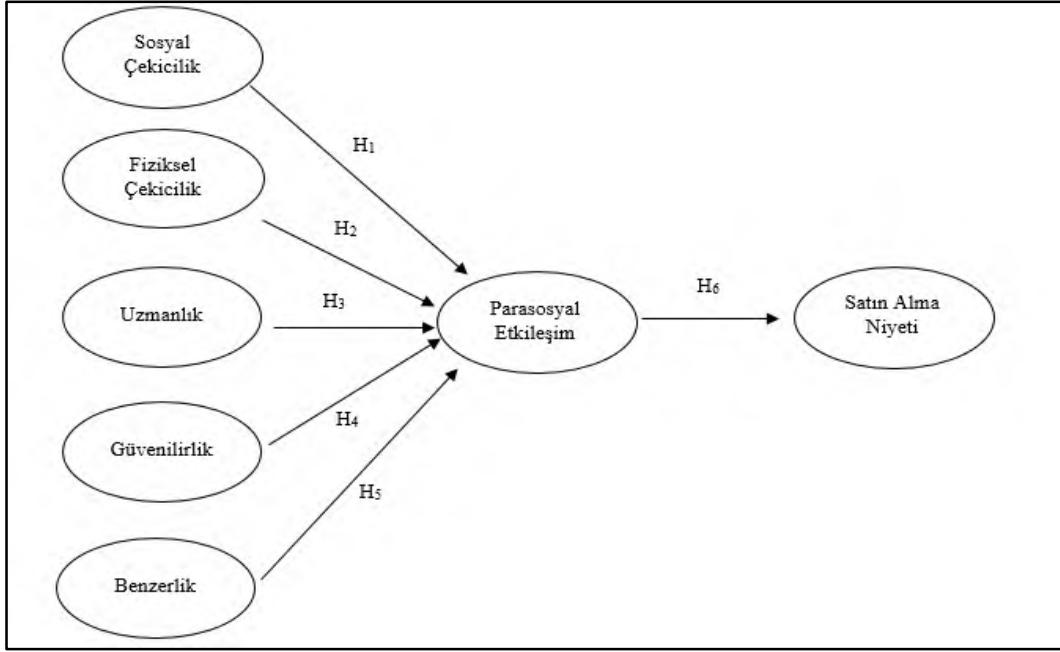 Sosyal
Çekicilik
H1
Fiziksel
Çekicilik
H2
Uzmanlık
H3
Parasosyal
Etkileşim
H6
Satın Alma
Niyeti
Güvenilirlik
H4
H5
Benzerlik